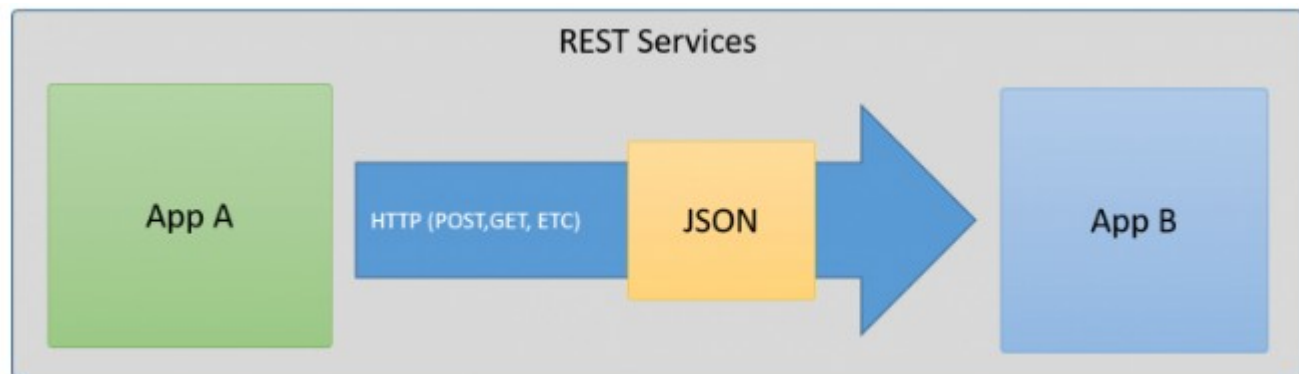 REST Services
App A
HTTP (POST,GET, ETC)
JSON
App B